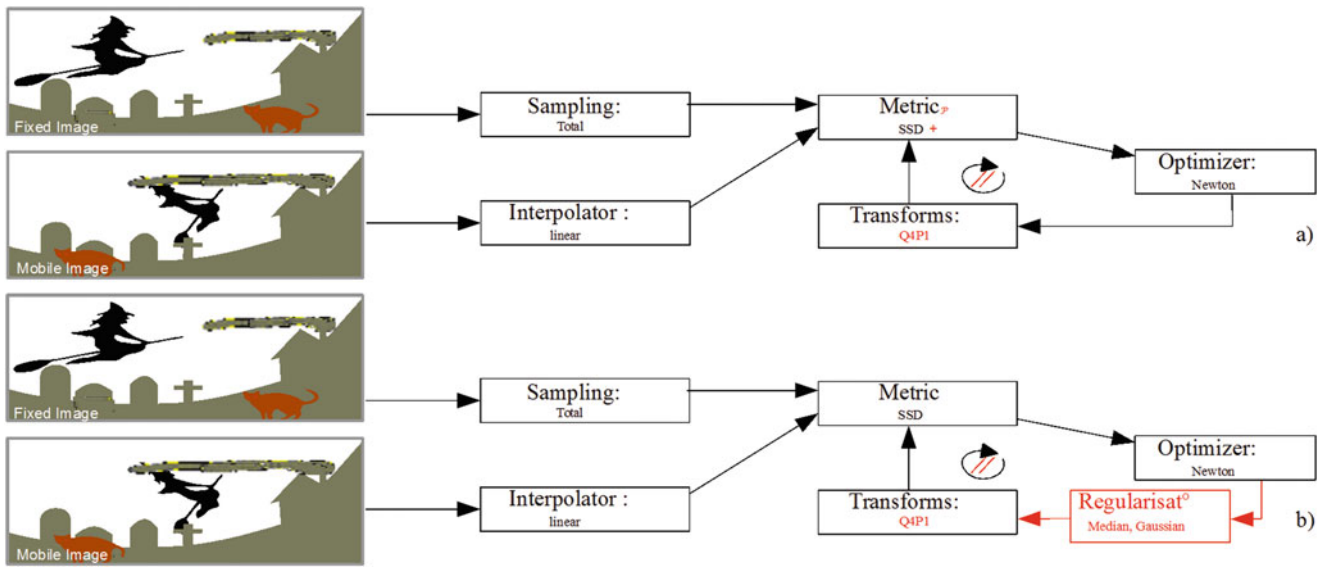 Fixed Image
Sampling:
Total
Metric𝒫
SSD +
Optimizer:
Newton
Mobile Image
Interpolator :
linear
Transforms:
Q4P1
a)
Fixed Image
Sampling:
Total
Metric
SSD
Optimizer:
Newton
Mobile Image
Interpolator :
linear
Transforms:
Q4P1
Regularisat°
Median, Gaussian
b)